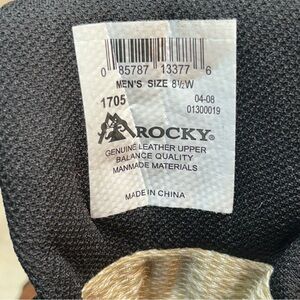 0 85787 13377 6
MEN'S SIZE 8½W
1705 04-08
01300019
ROCKY®
GENUINE LEATHER UPPER
BALANCE QUALITY
MANMADE MATERIALS
MADE IN CHINA